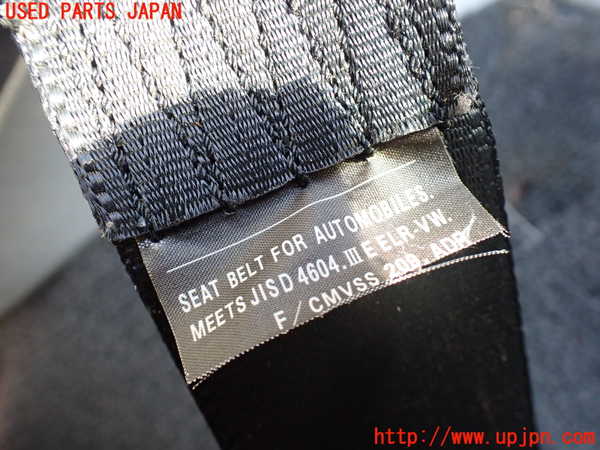 USED PARTS JAPAN
SEAT BELT FOR AUTOMOBILES.
MEETS JISD 4604.III E ELR-VW.
F/CMVSS 209, ADR
http://www.upjpn.com